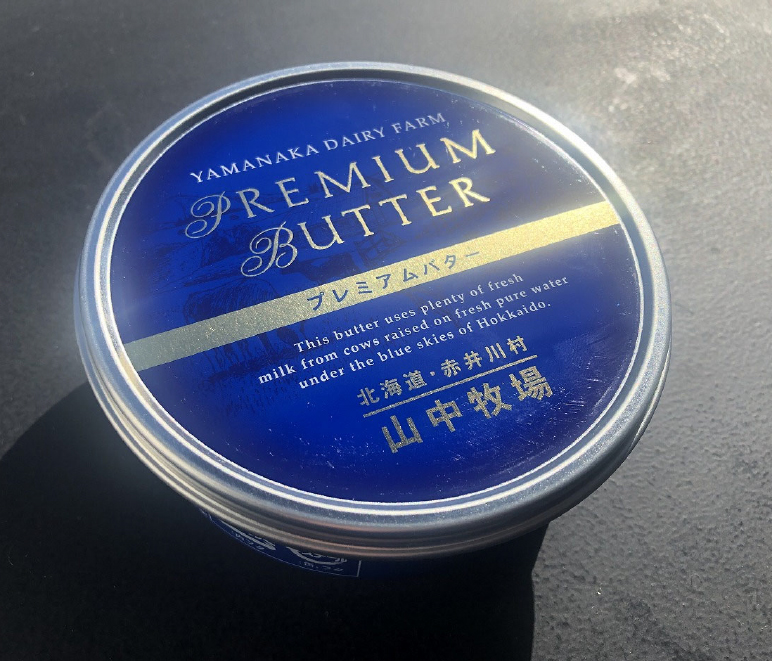 YAMANAKA DAIRY FARM
PREMIUM
BUTTER
プレミアムバター
This butter uses plenty of fresh
milk from cows raised on fresh pure water
under the blue skies of Hokkaido.
北海道・赤井川村
山中牧場